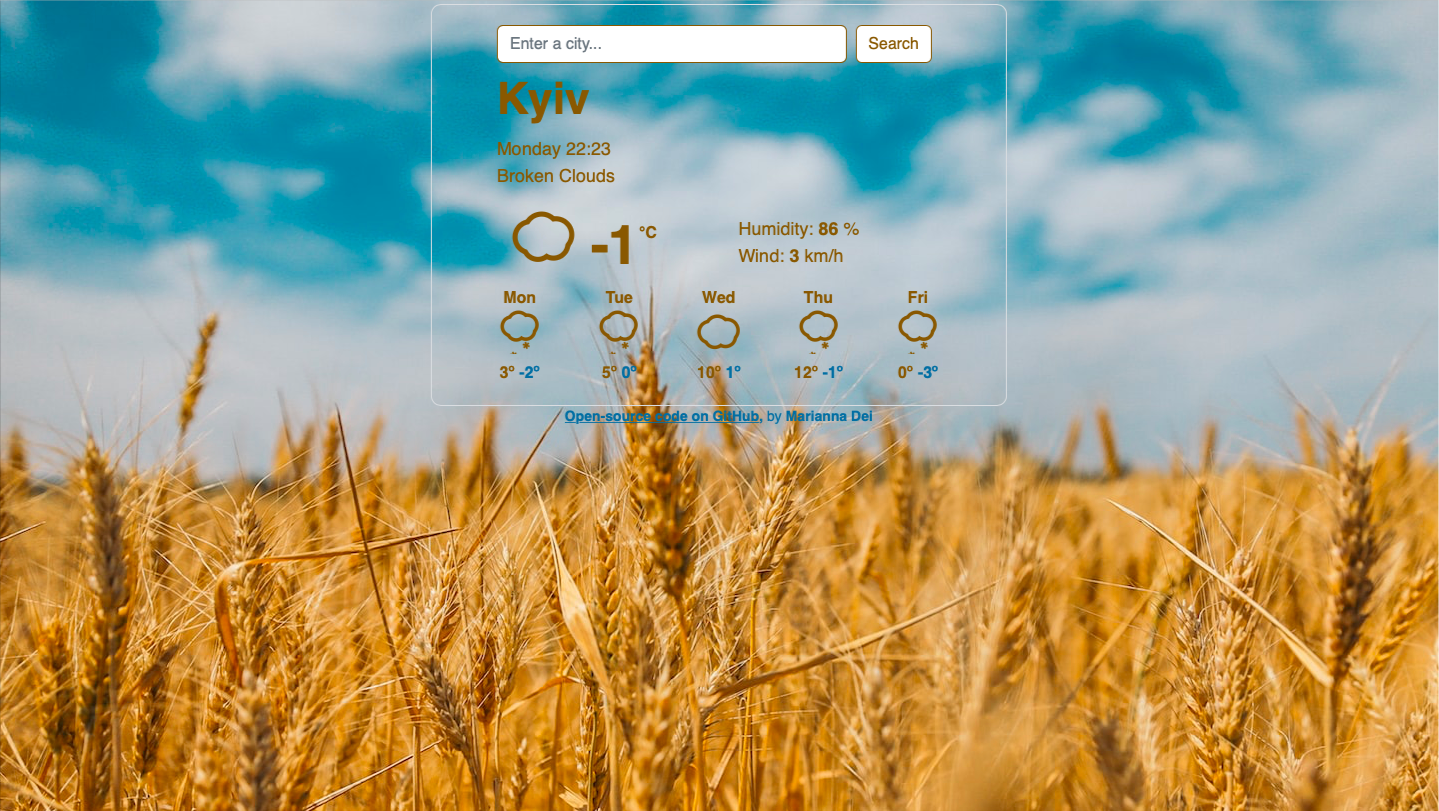 Enter a city...
Search
Kyiv
Monday 22:23
Broken Clouds
-1 °C
Humidity: 86 %
Wind: 3 km/h
Mon Tue Wed Thu Fri
3° -2° 5° 0° 10° 1° 12° -1° 0° -3°
Open-source code on GitHub, by Marianna Dei